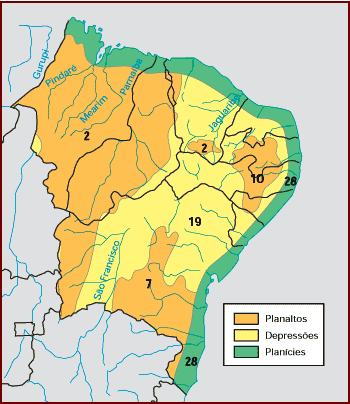 Gurupi
Pindaré
Mearim
Parnaíba
Jaguaribe
2
2
10
28
19
São Francisco
7
28
Planaltos
Depressões
Planícies